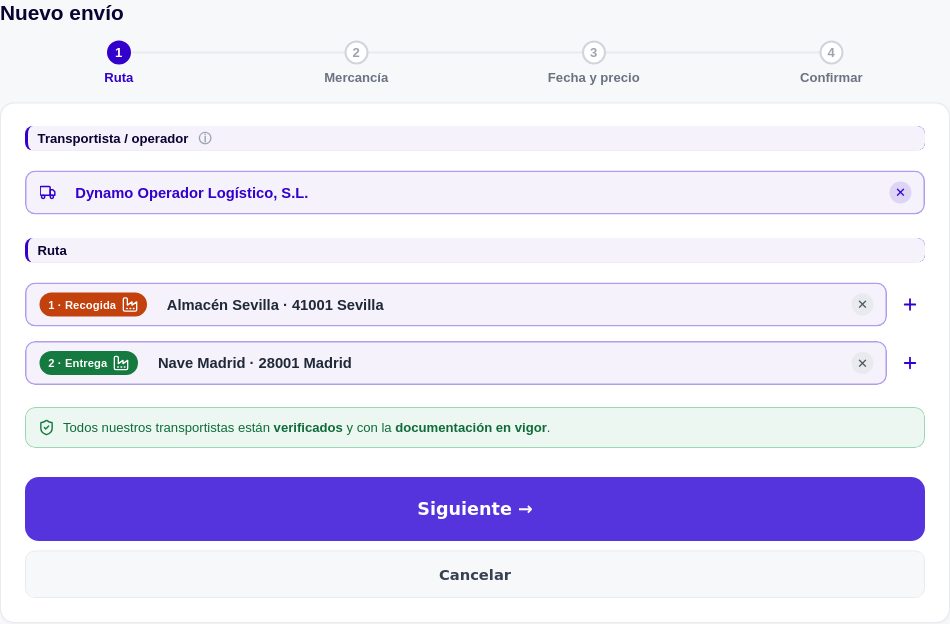 Nuevo envío
1 2 3 4
Ruta Mercancía Fecha y precio Confirmar
Transportista / operador ⓘ
Dynamo Operador Logístico, S.L. ✕
Ruta
1 · Recogida Almacén Sevilla · 41001 Sevilla ✕ +
2 · Entrega Nave Madrid · 28001 Madrid ✕ +
Todos nuestros transportistas están verificados y con la documentación en vigor.
Siguiente →
Cancelar